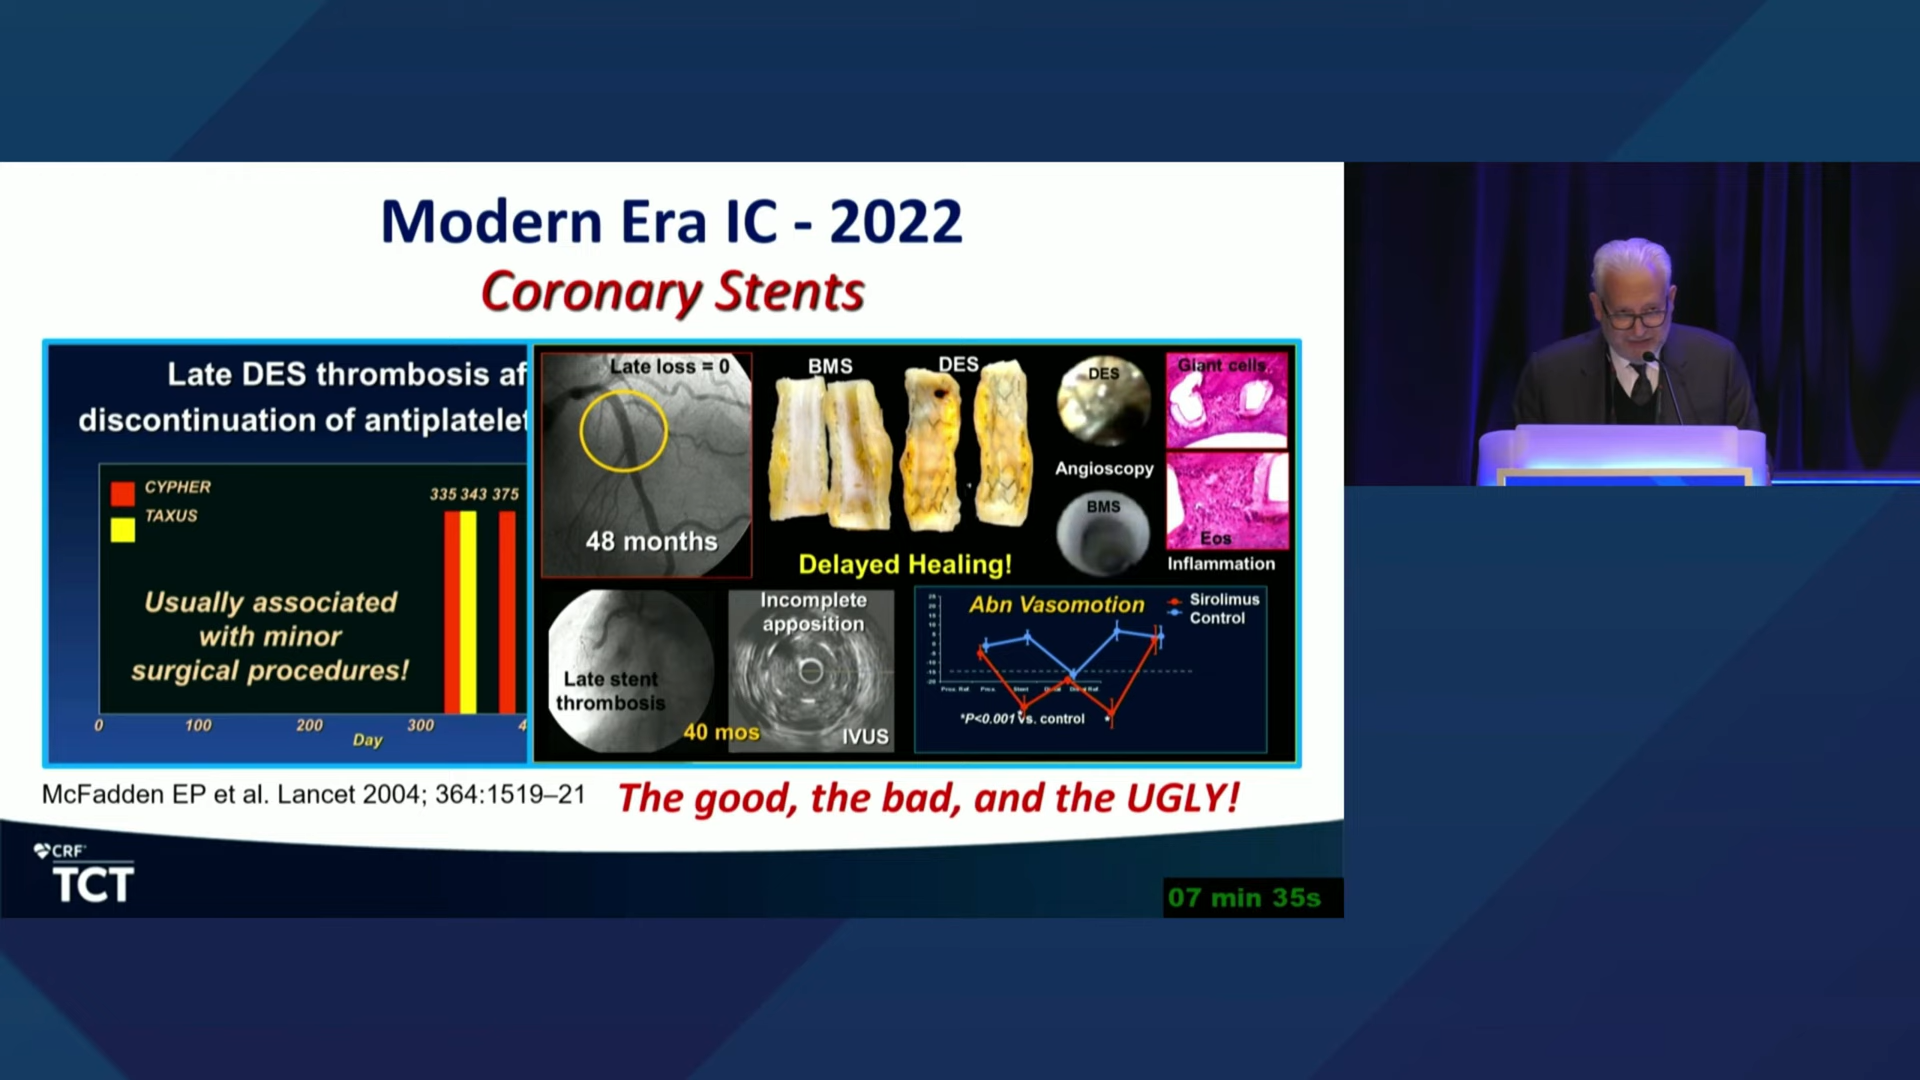 Modern Era IC - 2022
Coronary Stents
Late DES thrombosis af
discontinuation of antiplatelet
CYPHER
TAXUS
335 343 375
Usually associated
with minor
surgical procedures!
0 100 200 300 4
Day
Late loss = 0
48 months
BMS
DES
Delayed Healing!
DES
Angioscopy
BMS
Giant cells
Eos
Inflammation
Late stent
thrombosis
40 mos
Incomplete
apposition
IVUS
Abn Vasomotion
Sirolimus
Control
*P<0.001 vs. control
McFadden EP et al. Lancet 2004; 364:1519–21
The good, the bad, and the UGLY!
CRF
TCT
07 min 35s